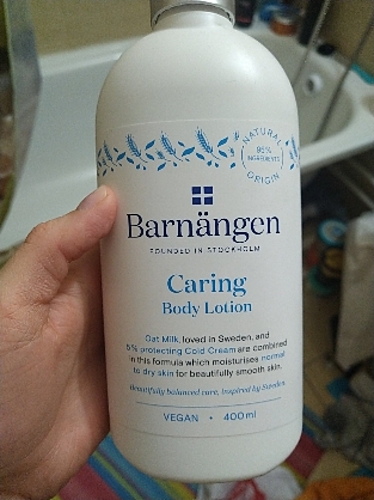 NATURAL
95%
INGREDIENTS
ORIGIN
Barnängen
FOUNDED IN STOCKHOLM
Caring
Body Lotion
Oat Milk, loved in Sweden, and
5% protecting Cold Cream are combined
in this formula which moisturises normal
to dry skin for beautifully smooth skin.
Beautifully balanced care, inspired by Sweden.
VEGAN • 400 ml